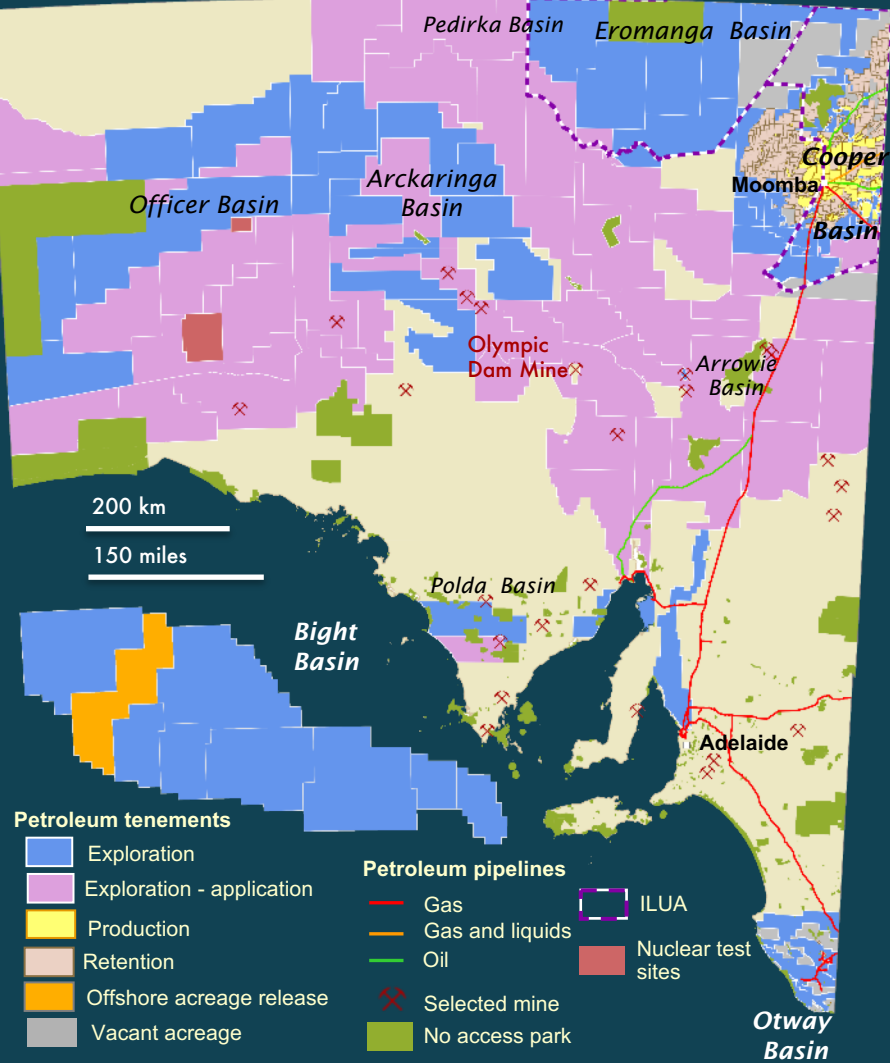 Pedirka Basin
Eromanga Basin
Cooper
Moomba
Basin
Officer Basin
Arckaringa
Basin
Olympic
Dam Mine
Arrowie
Basin
200 km
150 miles
Polda Basin
Bight
Basin
Adelaide
Petroleum tenements
Exploration
Exploration - application
Production
Retention
Offshore acreage release
Vacant acreage
Petroleum pipelines
Gas
Gas and liquids
Oil
Selected mine
No access park
ILUA
Nuclear test
sites
Otway
Basin